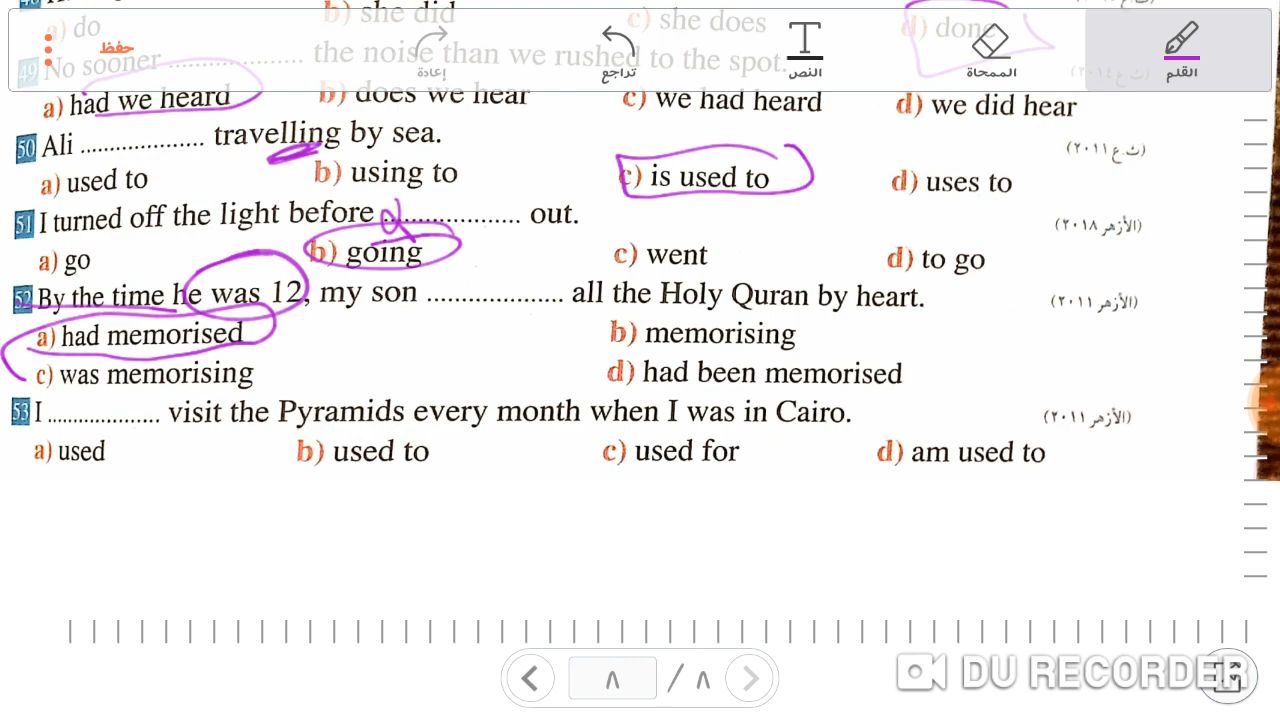 b) she did c) she does
a) do d) done
حفظ
إعادة تراجع النص الممحاة القلم
49 No sooner .................... the noise than we rushed to the spot.
a) had we heard b) does we hear c) we had heard d) we did hear
50 Ali .................... travelling by sea. (ث.ع ٢٠١١)
a) used to b) using to c) is used to d) uses to
51 I turned off the light before .................... out. (الأزهر ٢٠١٨)
a) go b) going c) went d) to go
52 By the time he was 12, my son .................... all the Holy Quran by heart. (الأزهر ٢٠١١)
a) had memorised b) memorising
c) was memorising d) had been memorised
53 I .................... visit the Pyramids every month when I was in Cairo. (الأزهر ٢٠١١)
a) used b) used to c) used for d) am used to
٨ / ٨
DU RECORDER